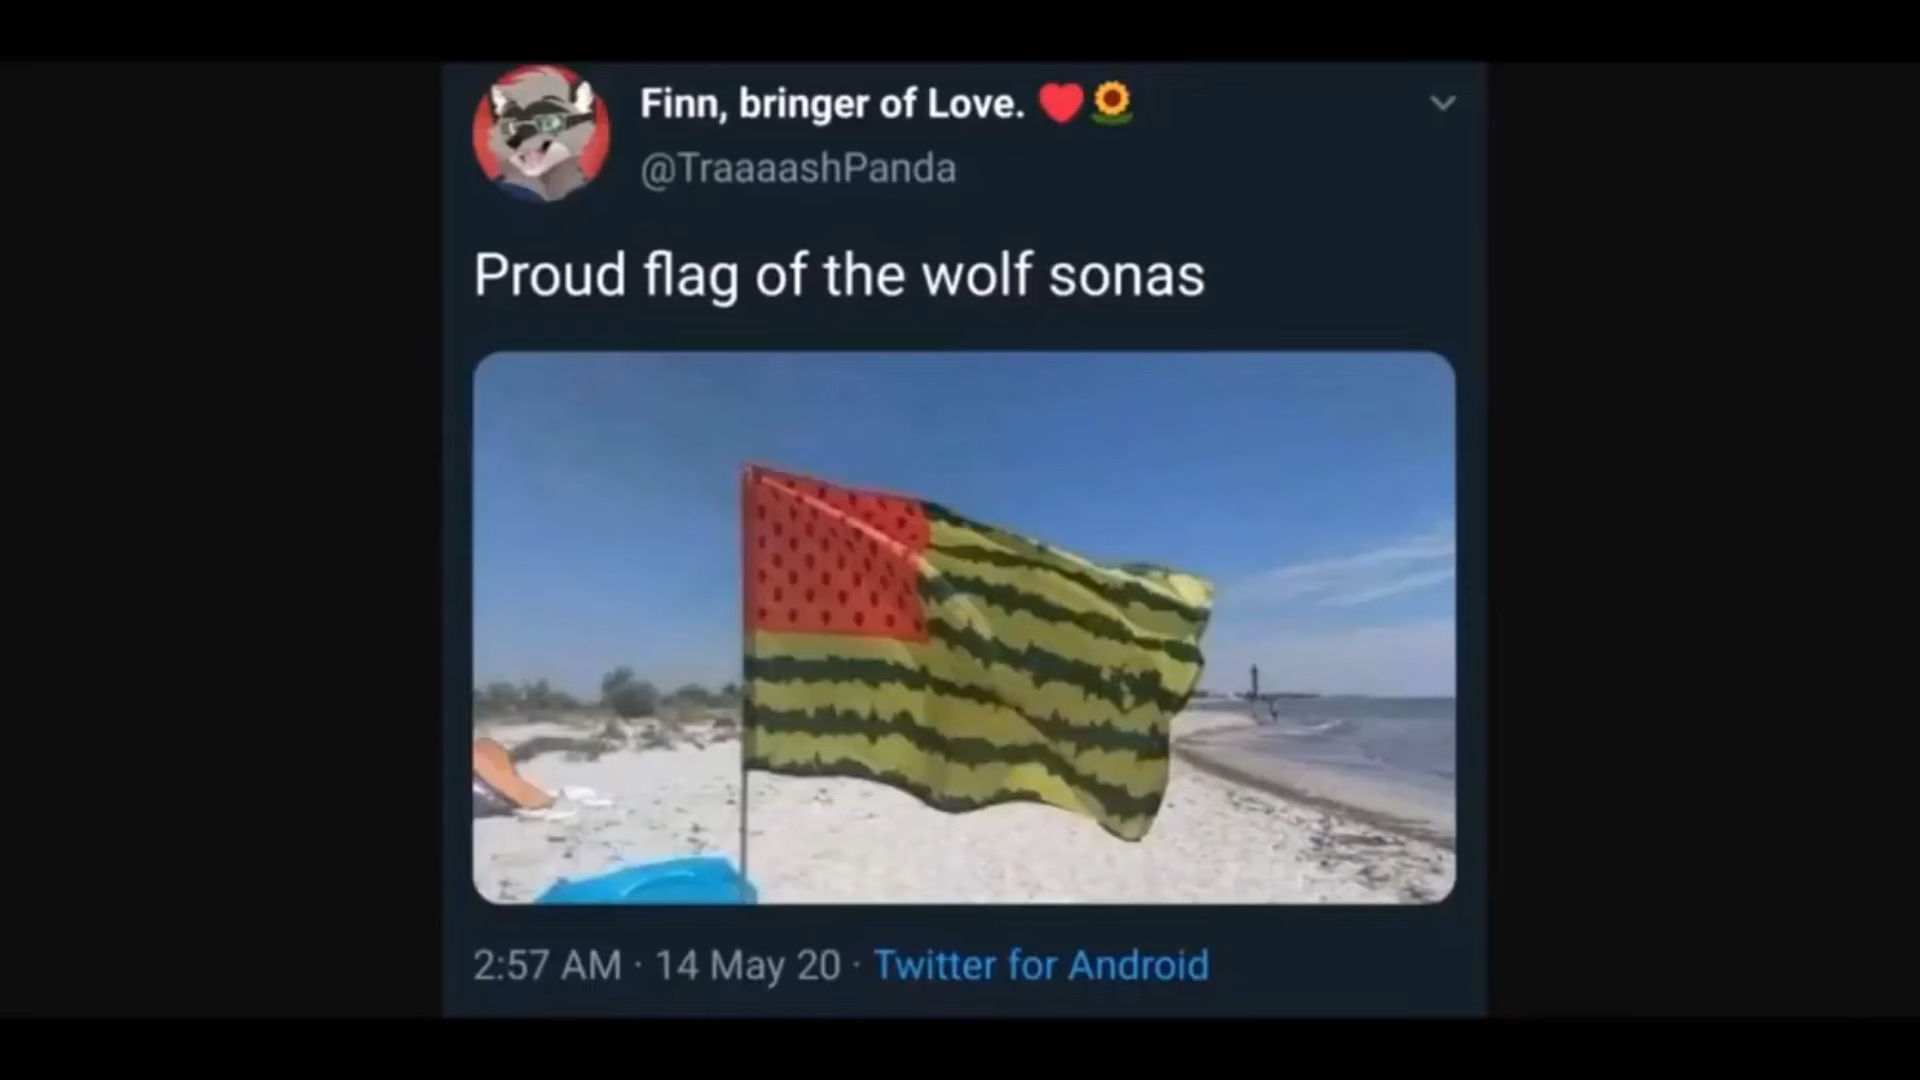 Finn, bringer of Love. ❤️🌻
@TraaaashPanda
Proud flag of the wolf sonas
2:57 AM · 14 May 20 · Twitter for Android